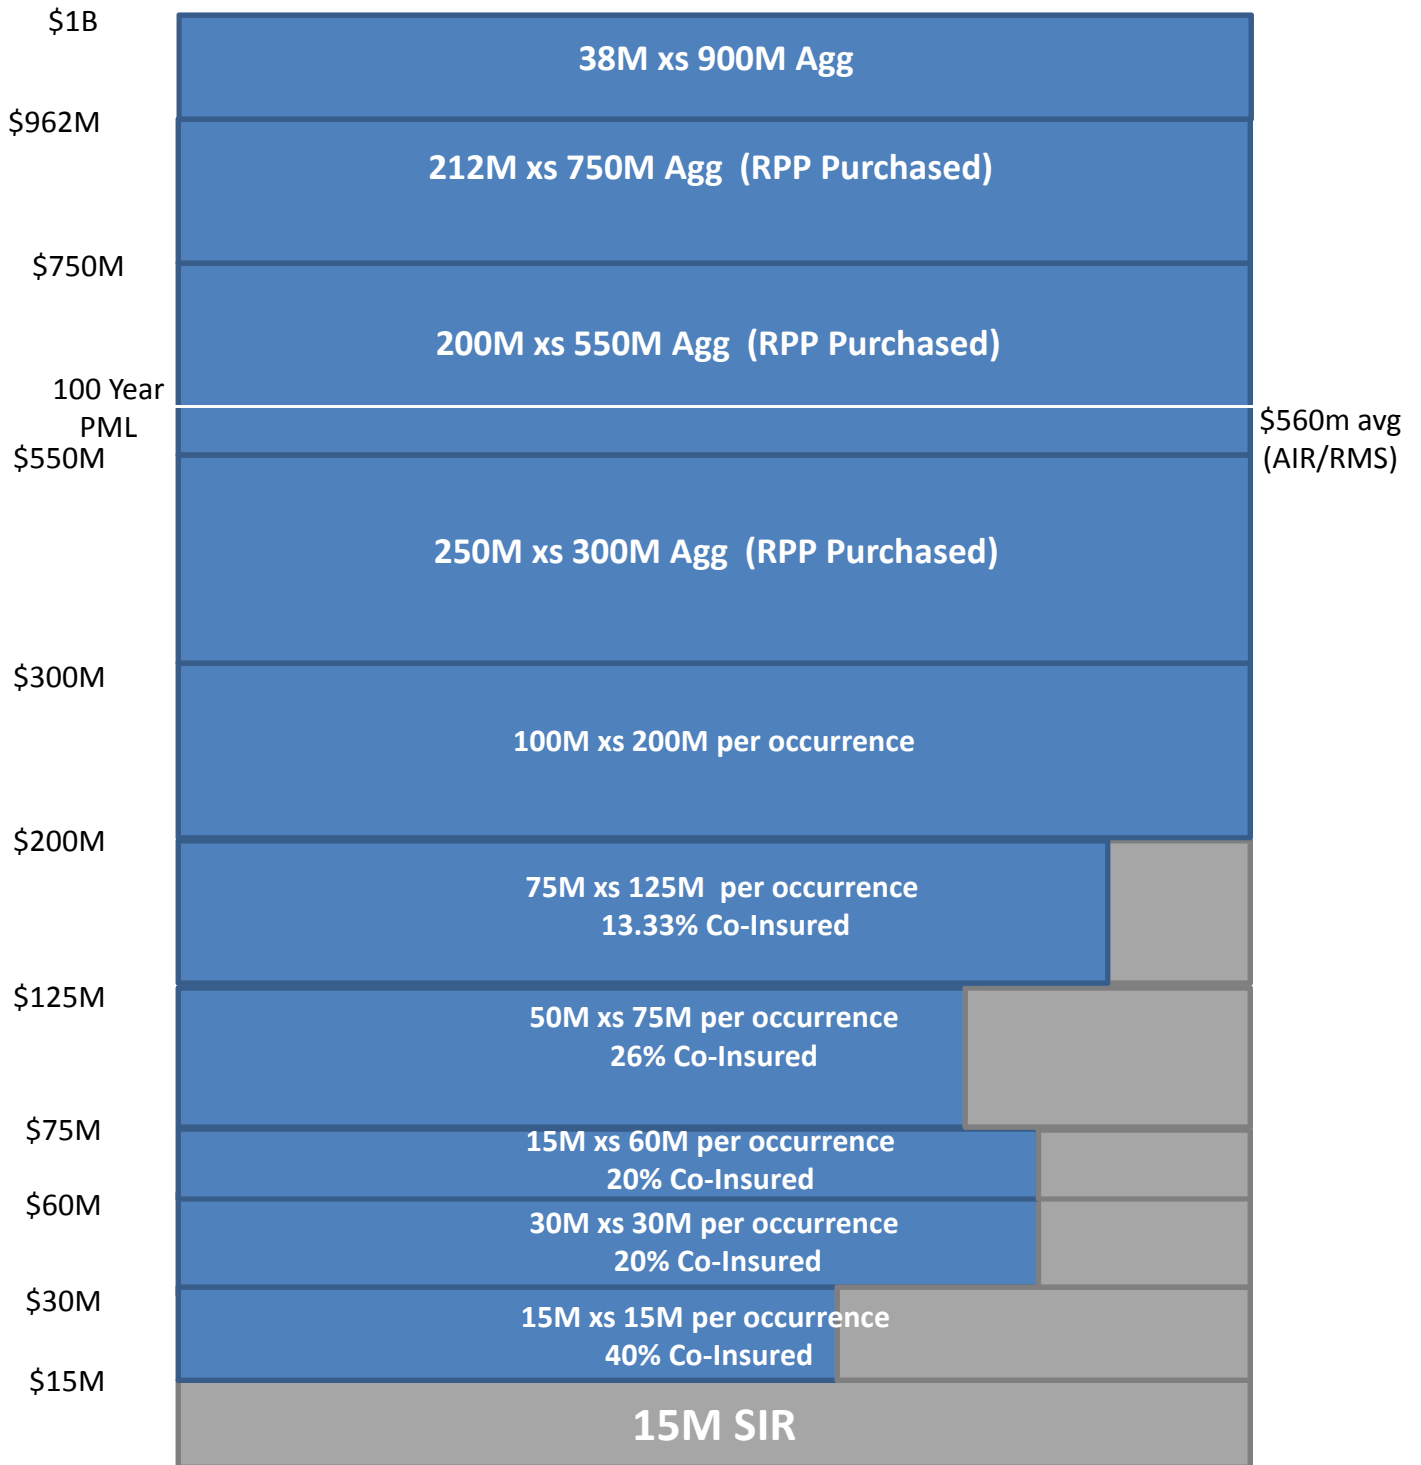 $1B
38M xs 900M Agg
$962M
212M xs 750M Agg (RPP Purchased)
$750M
200M xs 550M Agg (RPP Purchased)
100 Year
PML
$560m avg
(AIR/RMS)
$550M
250M xs 300M Agg (RPP Purchased)
$300M
100M xs 200M per occurrence
$200M
75M xs 125M per occurrence
13.33% Co-Insured
$125M
50M xs 75M per occurrence
26% Co-Insured
$75M
15M xs 60M per occurrence
20% Co-Insured
$60M
30M xs 30M per occurrence
20% Co-Insured
$30M
15M xs 15M per occurrence
40% Co-Insured
$15M
15M SIR